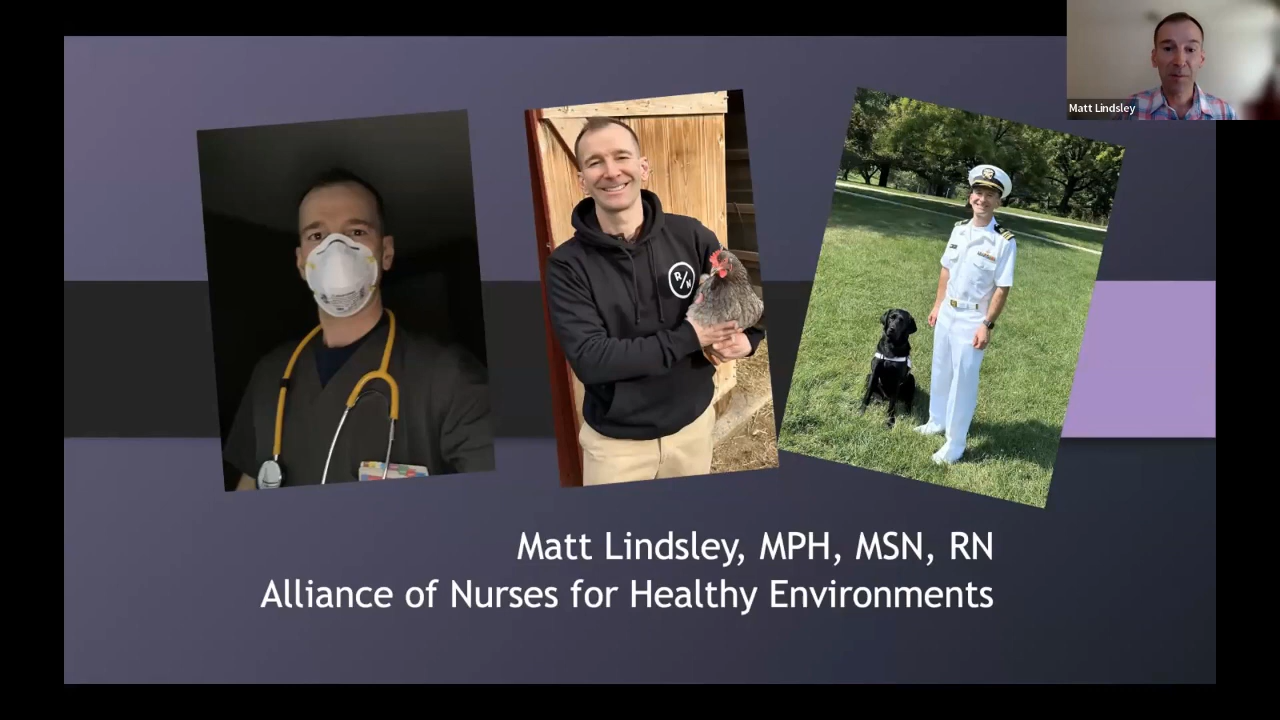 Matt Lindsley
R/N
Matt Lindsley, MPH, MSN, RN
Alliance of Nurses for Healthy Environments